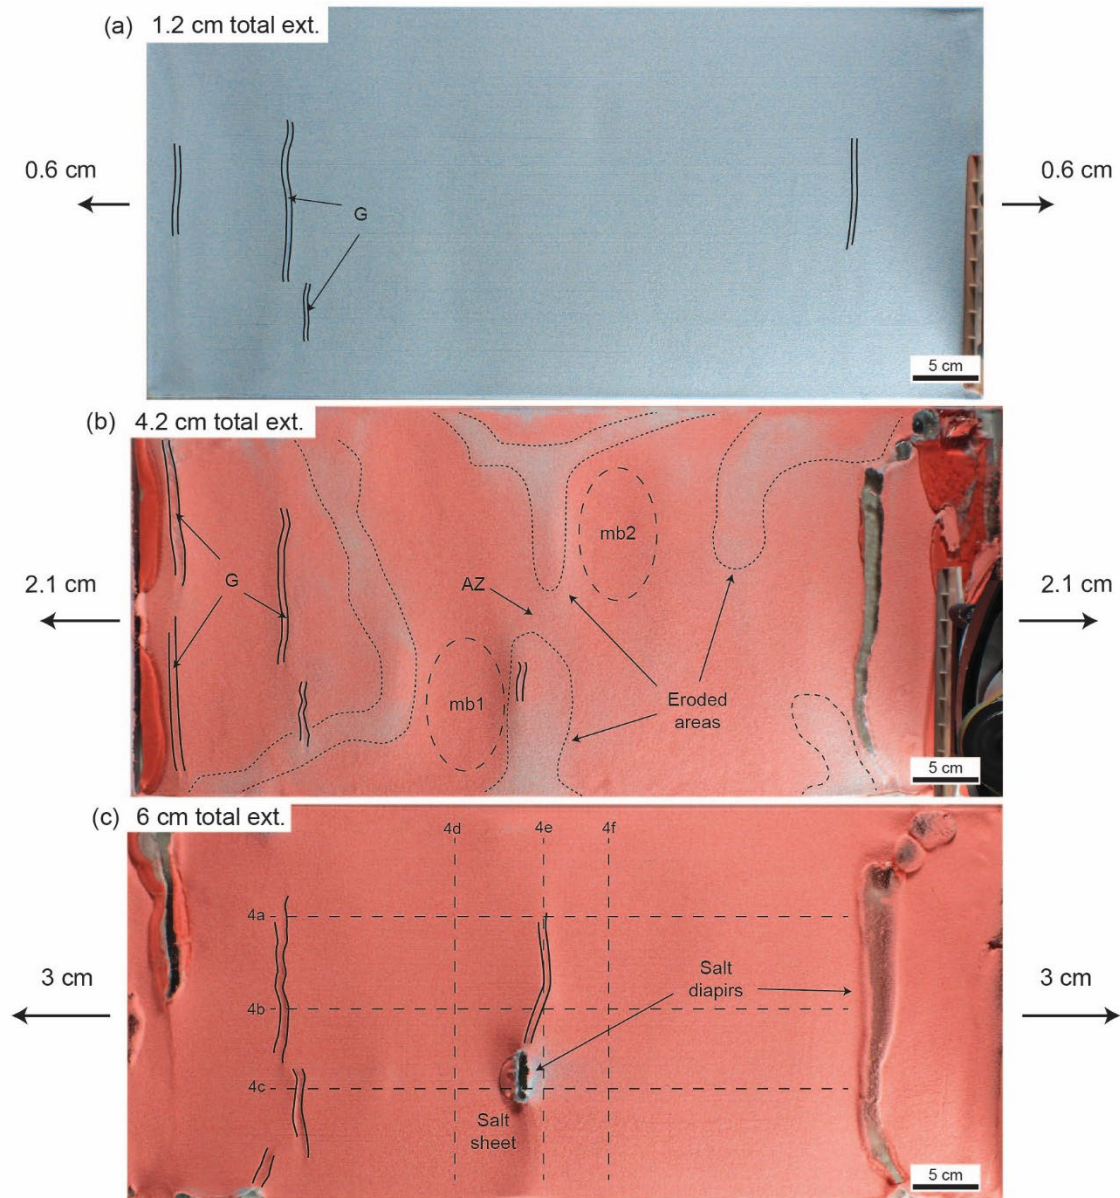 (a) 1.2 cm total ext.
0.6 cm
0.6 cm
G
5 cm
(b) 4.2 cm total ext.
mb2
AZ
G
2.1 cm
2.1 cm
mb1
Eroded
areas
5 cm
(c) 6 cm total ext.
4d
4e
4f
4a
Salt
diapirs
3 cm
3 cm
4b
4c
Salt
sheet
5 cm